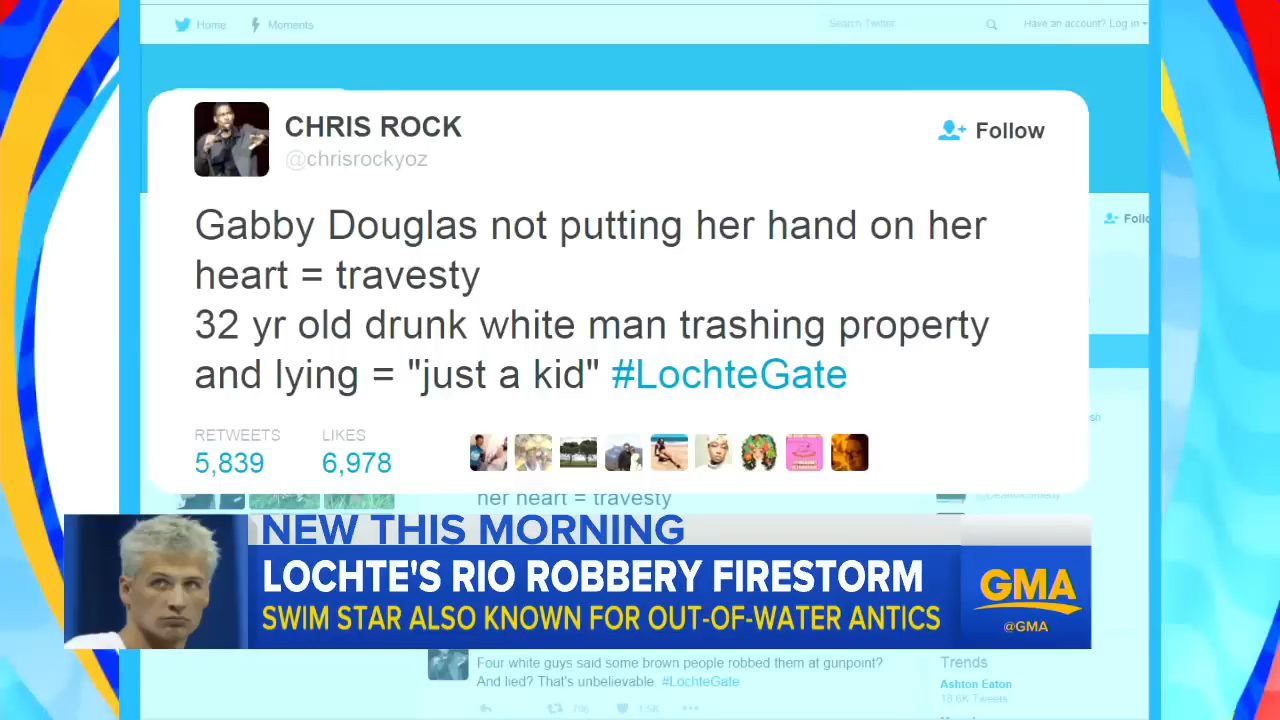 Home Moments Search Twitter Have an account? Log in
CHRIS ROCK
@chrisrockyoz
Follow
Gabby Douglas not putting her hand on her
heart = travesty
32 yr old drunk white man trashing property
and lying = "just a kid" #LochteGate
RETWEETS LIKES
5,839 6,978
her heart = travesty
NEW THIS MORNING
LOCHTE'S RIO ROBBERY FIRESTORM
SWIM STAR ALSO KNOWN FOR OUT-OF-WATER ANTICS
GMA
@GMA
Four white guys said some brown people robbed them at gunpoint?
And lied? That's unbelievable #LochteGate
Trends
Ashton Eaton
18.6K Tweets